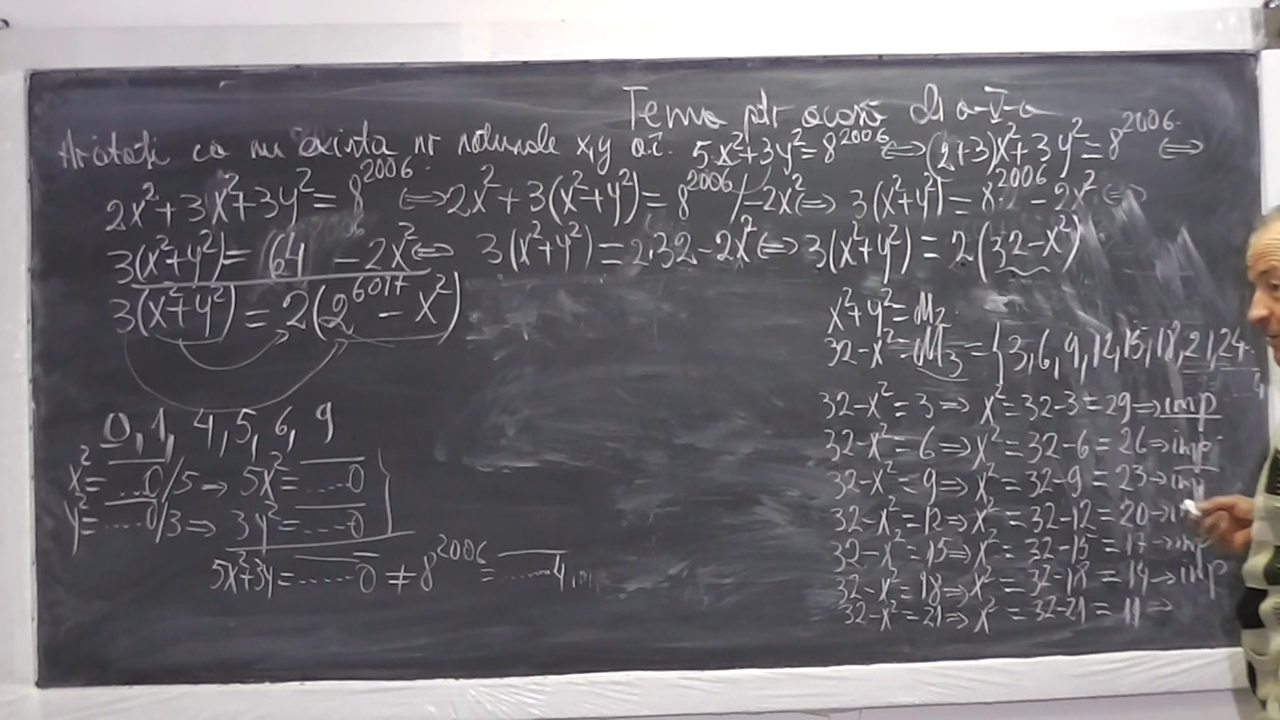 Temă ptr acasă cls a-V-a
Arătați că nu există nr naturale x,y a.î. 5x²+3y²=8²⁰⁰⁶ ⇔ (2+3)x²+3y²=8²⁰⁰⁶ ⇔
2x²+3x²+3y²=8²⁰⁰⁶ ⇔ 2x²+3(x²+y²)=8²⁰⁰⁶/-2x² ⇔ 3(x²+y²)=8²⁰⁰⁶-2x² ⇔
3(x²+y²)=64-2x² ⇔ 3(x²+y²)=2·32-2x² ⇔ 3(x²+y²)=2(32-x²)
3(x²+y²)=2(2⁶⁰¹⁷-x²)
x²+y²=M₂
32-x²=M₃={3,6,9,12,15,18,21,24
32-x²=3⇒x²=32-3=29→imp
32-x²=6⇒x²=32-6=26→imp
32-x²=9⇒x²=32-9=23→imp
32-x²=12⇒x²=32-12=20→
32-x²=15⇒x²=32-15=17→imp
32-x²=18⇒x²=32-18=14→imp
32-x²=21⇒x²=32-21=11⇒
0,1,4,5,6,9
x²=....0/5→5x²=.....0
y²=....0/3⇒3y²=.....0
5x²+3y=.....0≠8²⁰⁰⁶=......4